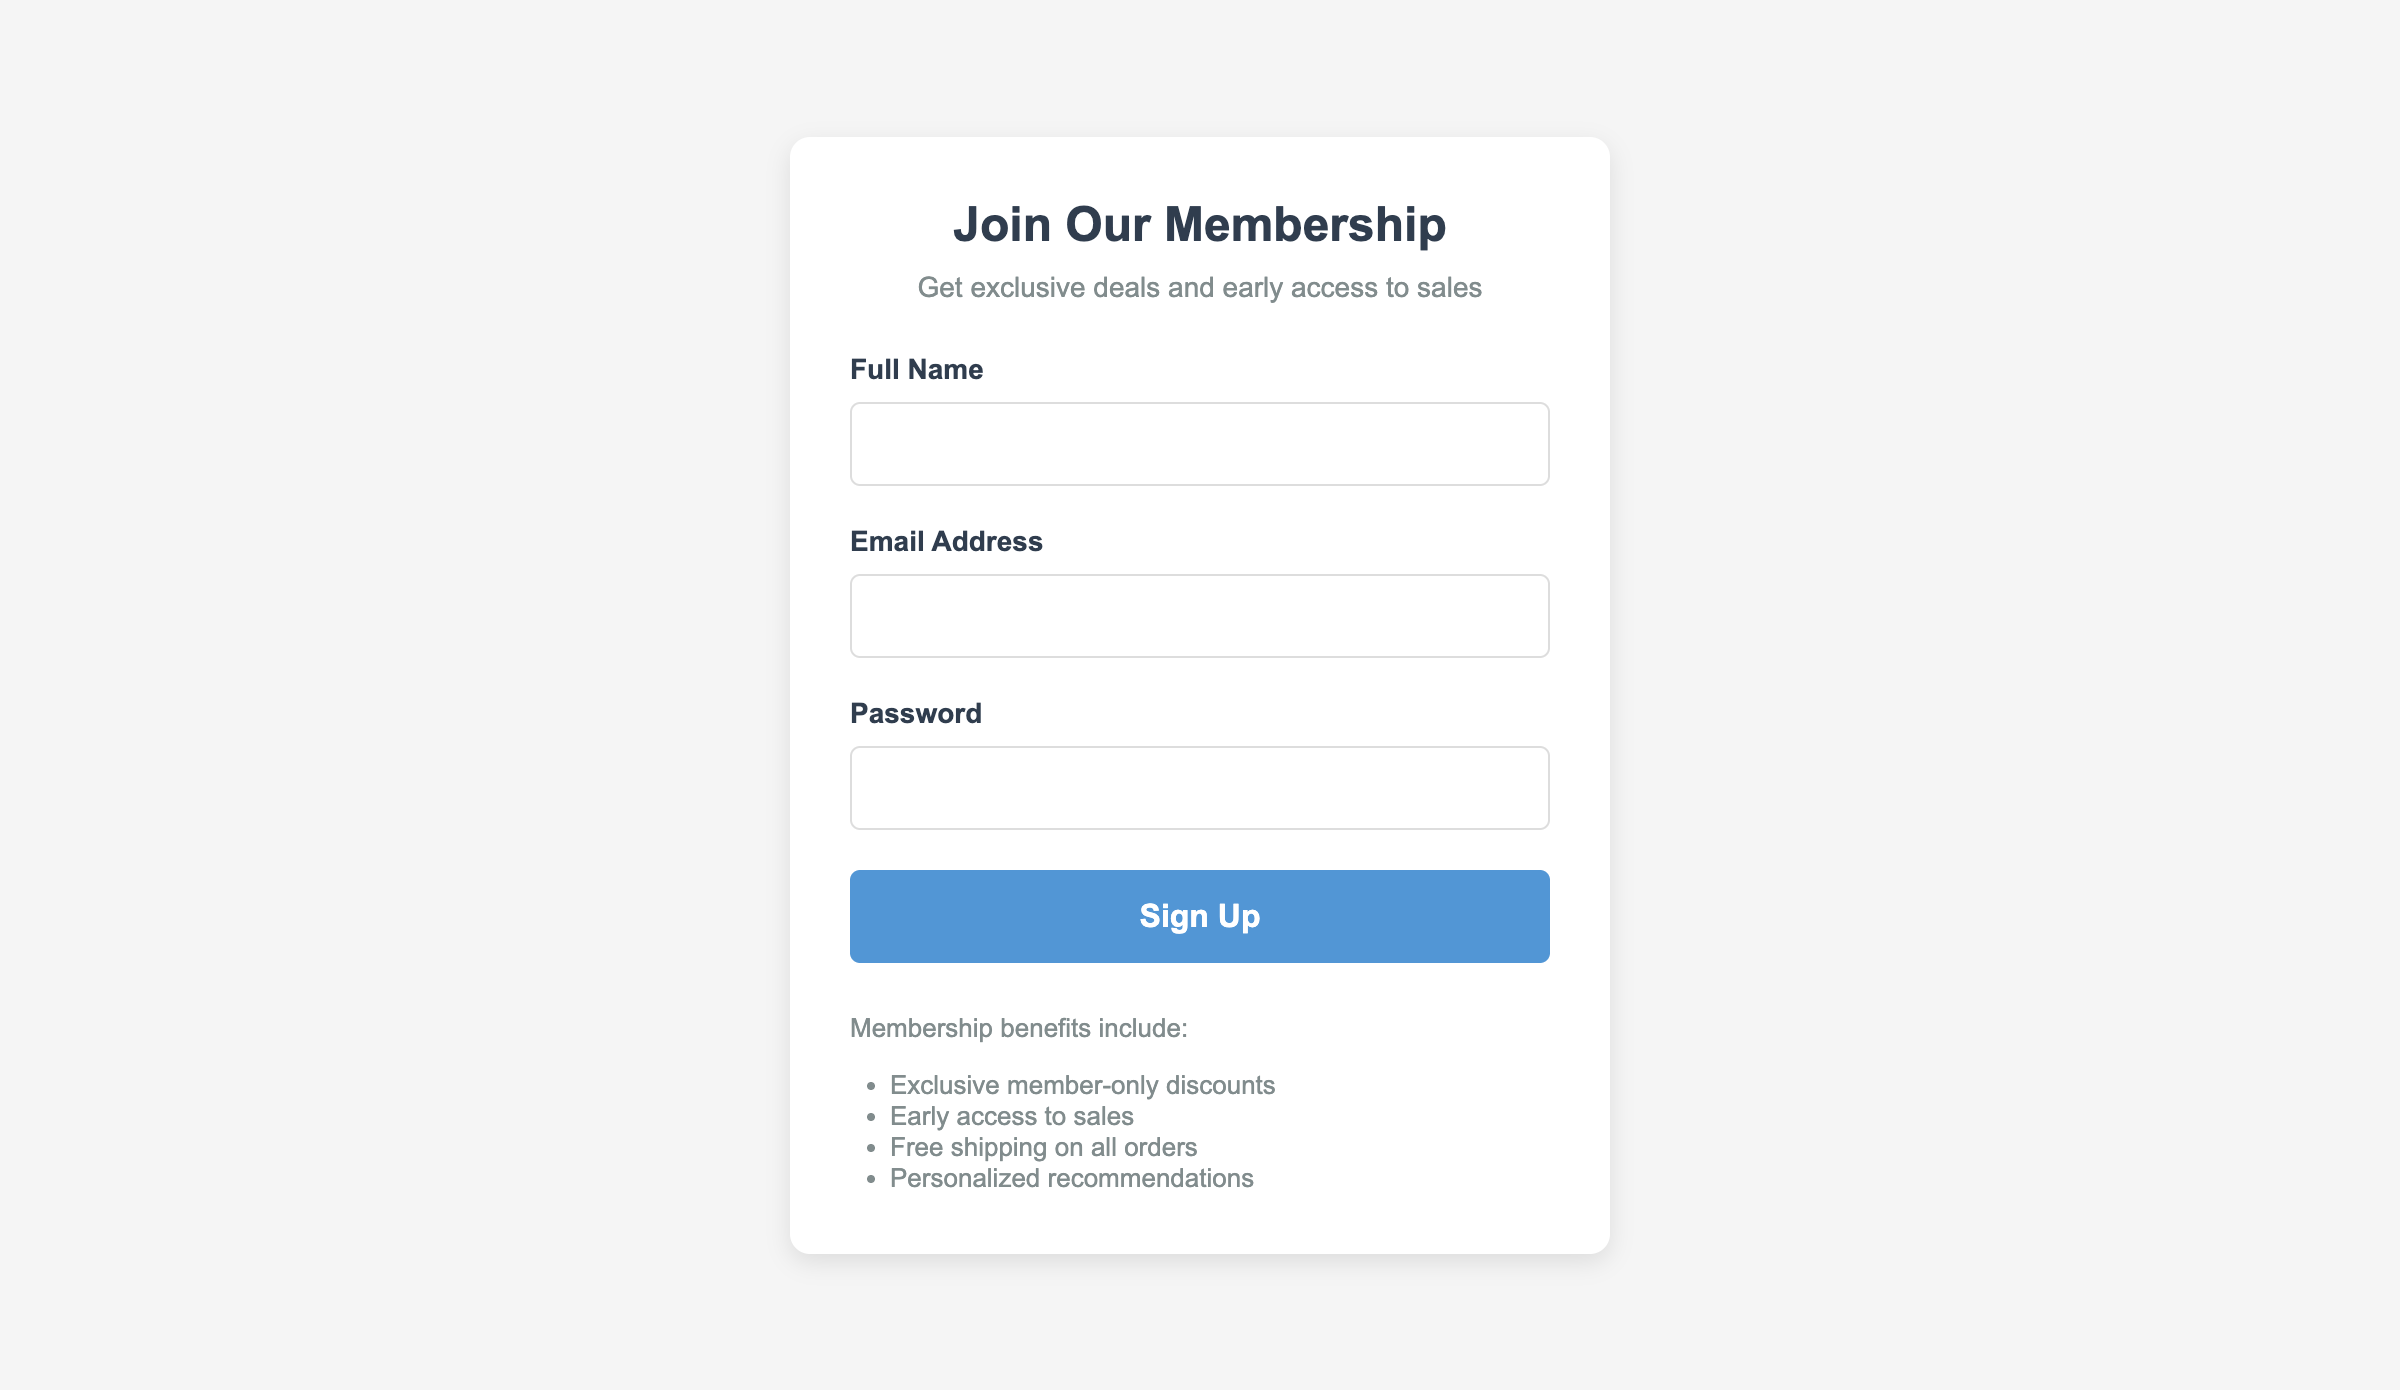 Join Our Membership
Get exclusive deals and early access to sales
Full Name
Email Address
Password
Sign Up
Membership benefits include:
• Exclusive member-only discounts
• Early access to sales
• Free shipping on all orders
• Personalized recommendations